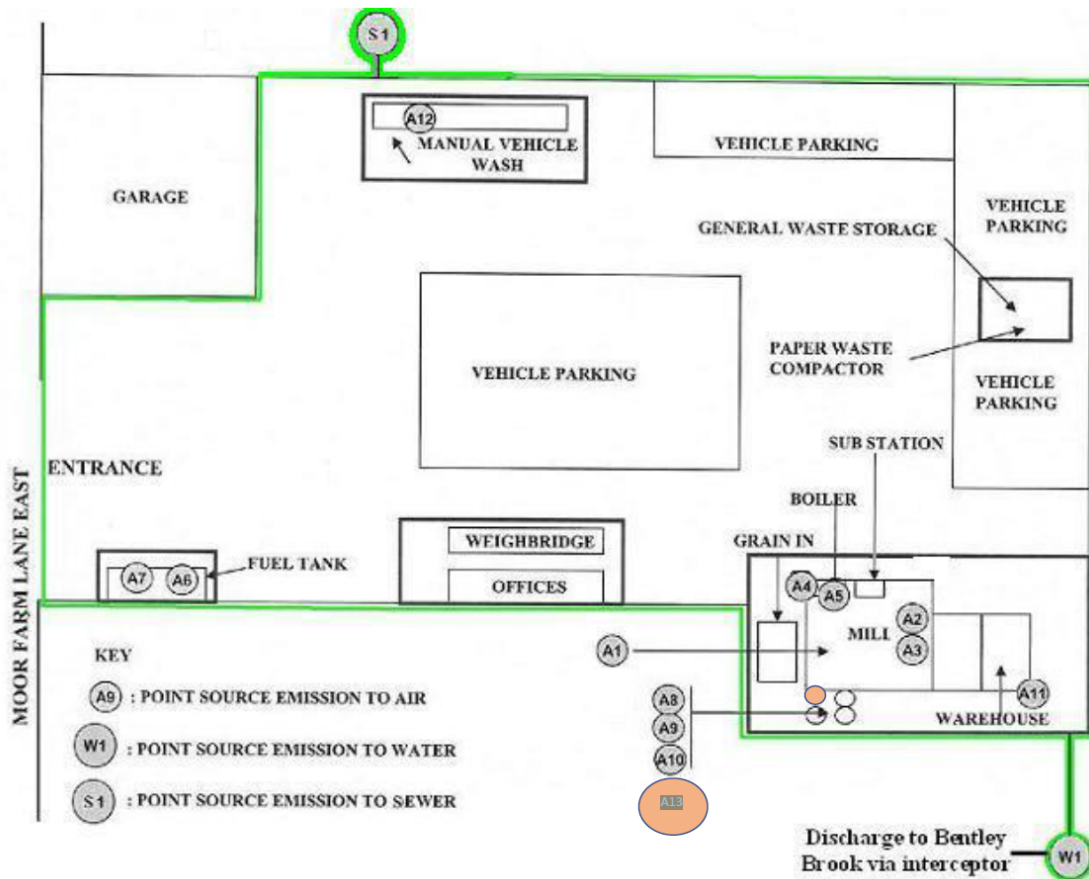 S1
A12
MANUAL VEHICLE
WASH
VEHICLE PARKING
GARAGE
VEHICLE
PARKING
GENERAL WASTE STORAGE
PAPER WASTE
COMPACTOR
VEHICLE PARKING
VEHICLE
PARKING
SUB STATION
ENTRANCE
BOILER
MOOR FARM LANE EAST
WEIGHBRIDGE
GRAIN IN
FUEL TANK
A7
A6
OFFICES
A4
A5
A2
MILL
A3
A1
KEY
A9 : POINT SOURCE EMISSION TO AIR
A8
A9
A10
A11
WAREHOUSE
W1 : POINT SOURCE EMISSION TO WATER
S1 : POINT SOURCE EMISSION TO SEWER
A13
Discharge to Bentley
Brook via interceptor
W1